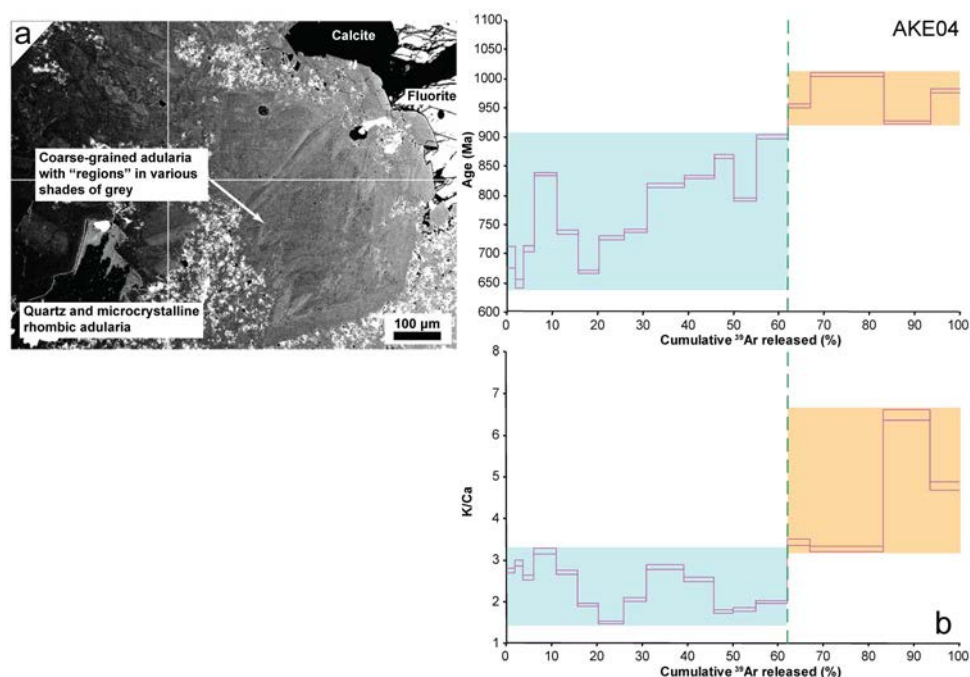 a
Calcite
Fluorite
Coarse-grained adularia
with “regions” in various
shades of grey
Quartz and microcrystalline
rhombic adularia
100 µm
AKE04
1100
1050
1000
950
900
850
800
750
700
650
600
Age (Ma)
0 10 20 30 40 50 60 70 80 90 100
Cumulative ³⁹Ar released (%)
8
7
6
5
4
3
2
1
K/Ca
b
0 10 20 30 40 50 60 70 80 90 100
Cumulative ³⁹Ar released (%)